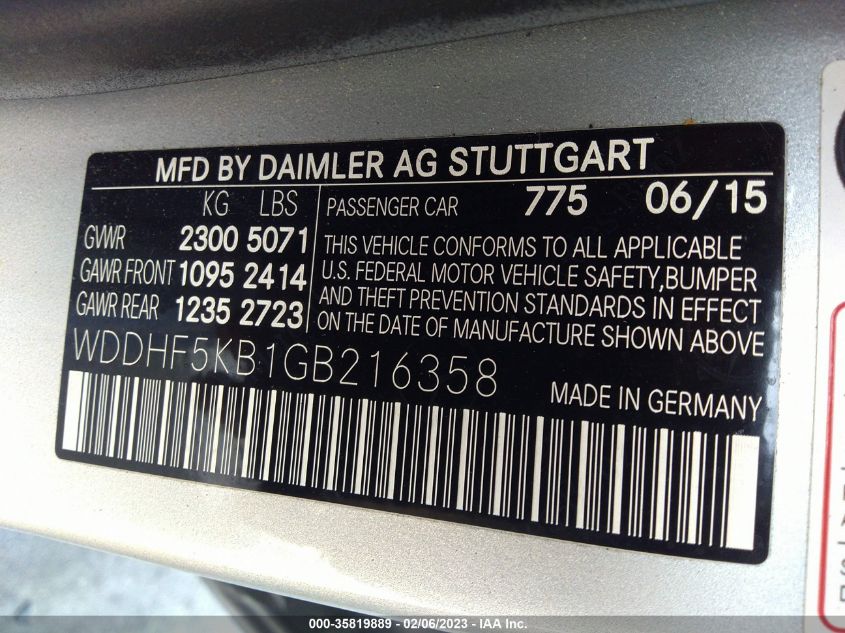 MFD BY DAIMLER AG STUTTGART
KG LBS
GVWR 2300 5071
GAWR FRONT 1095 2414
GAWR REAR 1235 2723
PASSENGER CAR 775 06/15
THIS VEHICLE CONFORMS TO ALL APPLICABLE
U.S. FEDERAL MOTOR VEHICLE SAFETY,BUMPER
AND THEFT PREVENTION STANDARDS IN EFFECT
ON THE DATE OF MANUFACTURE SHOWN ABOVE
WDDHF5KB1GB216358
MADE IN GERMANY
000-35819889 - 02/06/2023 - IAA Inc.